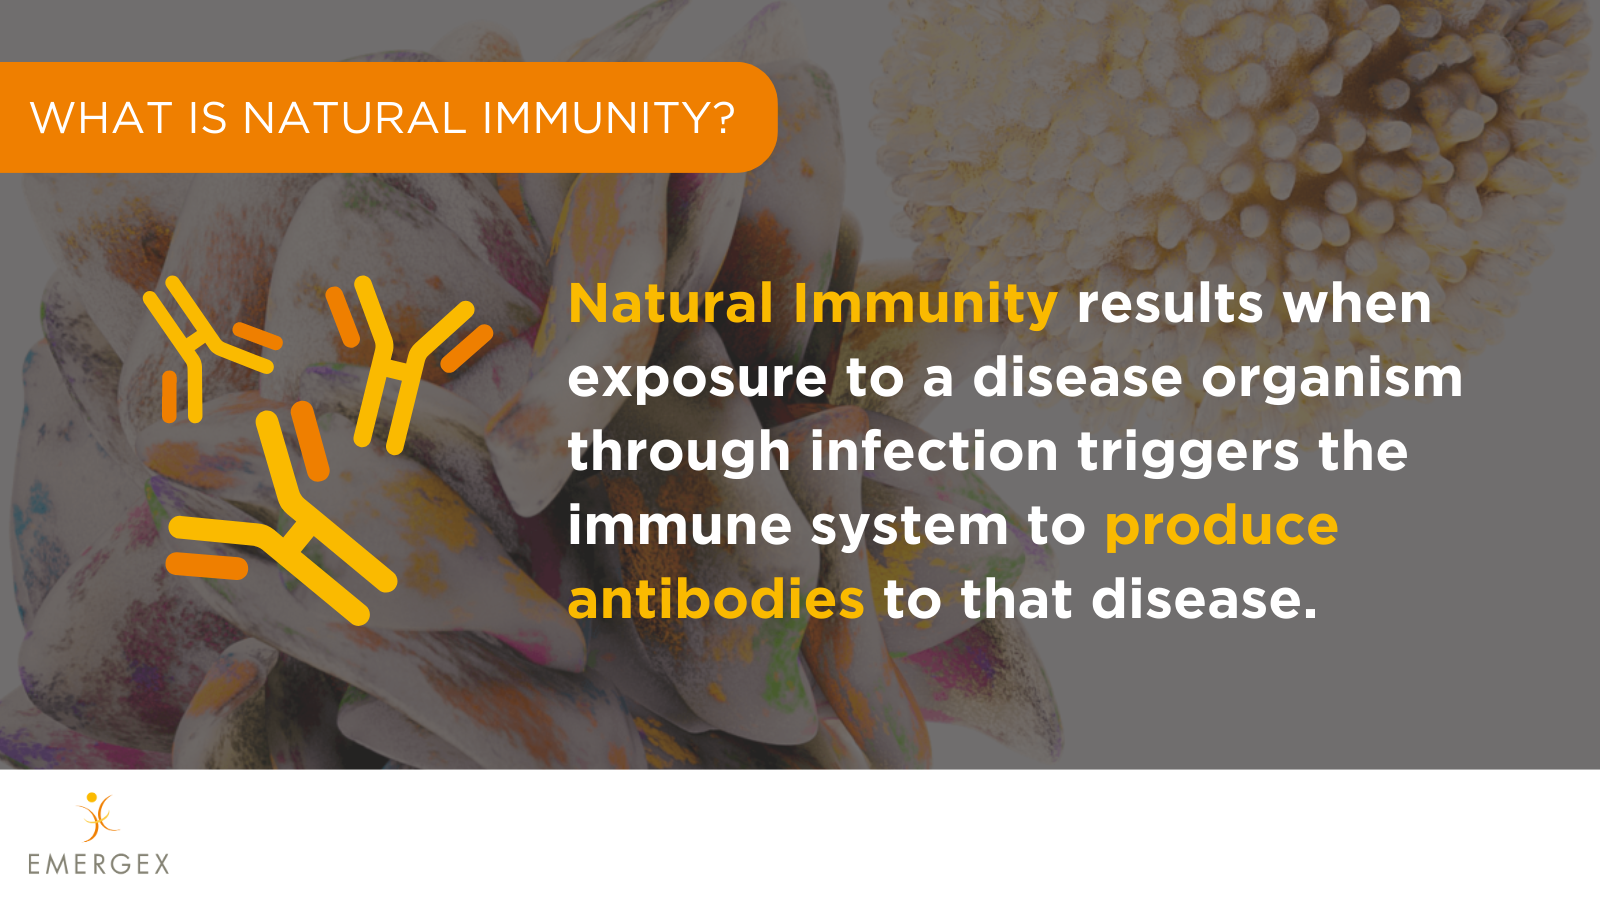 WHAT IS NATURAL IMMUNITY?
Natural Immunity results when
exposure to a disease organism
through infection triggers the
immune system to produce
antibodies to that disease.
EMERGEX